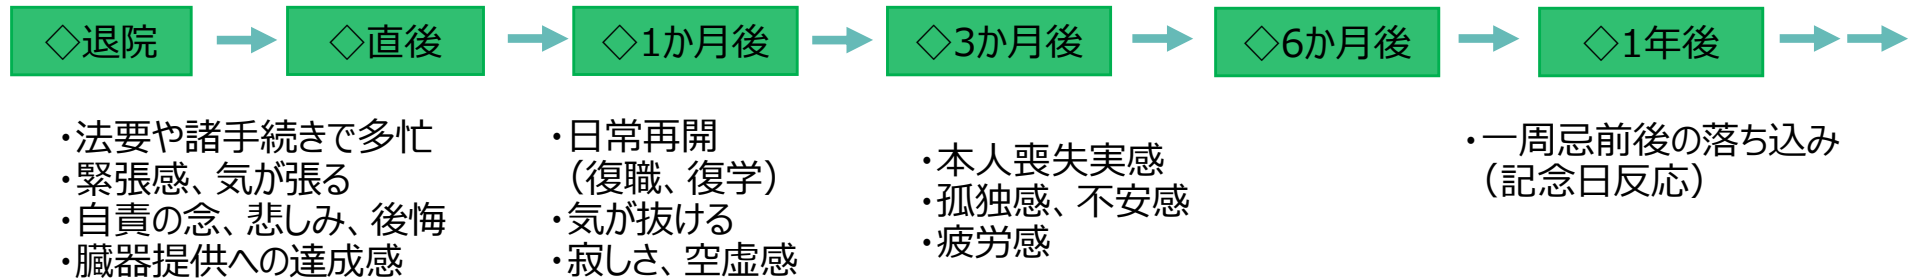 ◇退院
◇直後
◇1か月後
◇3か月後
◇6か月後
◇1年後
・法要や諸手続きで多忙
・緊張感、気が張る
・自責の念、悲しみ、後悔
・臓器提供への達成感
・日常再開
（復職、復学）
・気が抜ける
・寂しさ、空虚感
・本人喪失実感
・孤独感、不安感
・疲労感
・一周忌前後の落ち込み
（記念日反応）